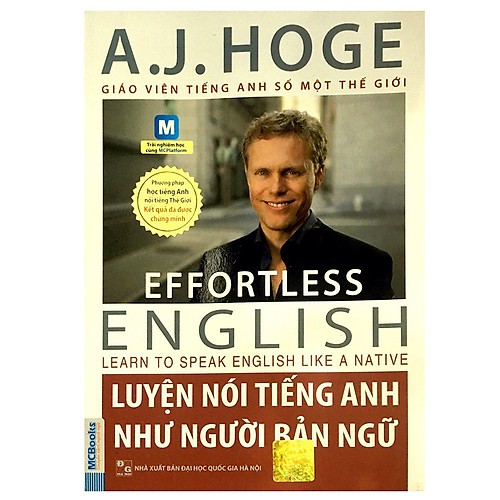 A.J. HOGE
GIÁO VIÊN TIẾNG ANH SỐ MỘT THẾ GIỚI
M
Trải nghiệm học
cùng MCPlatform
Phương pháp
học tiếng Anh
nổi tiếng Thế Giới
Kết quả đã được
chứng minh
EFFORTLESS
ENGLISH
LEARN TO SPEAK ENGLISH LIKE A NATIVE
LUYỆN NÓI TIẾNG ANH
NHƯ NGƯỜI BẢN NGỮ
MCBooks
NHÀ XUẤT BẢN ĐẠI HỌC QUỐC GIA HÀ NỘI